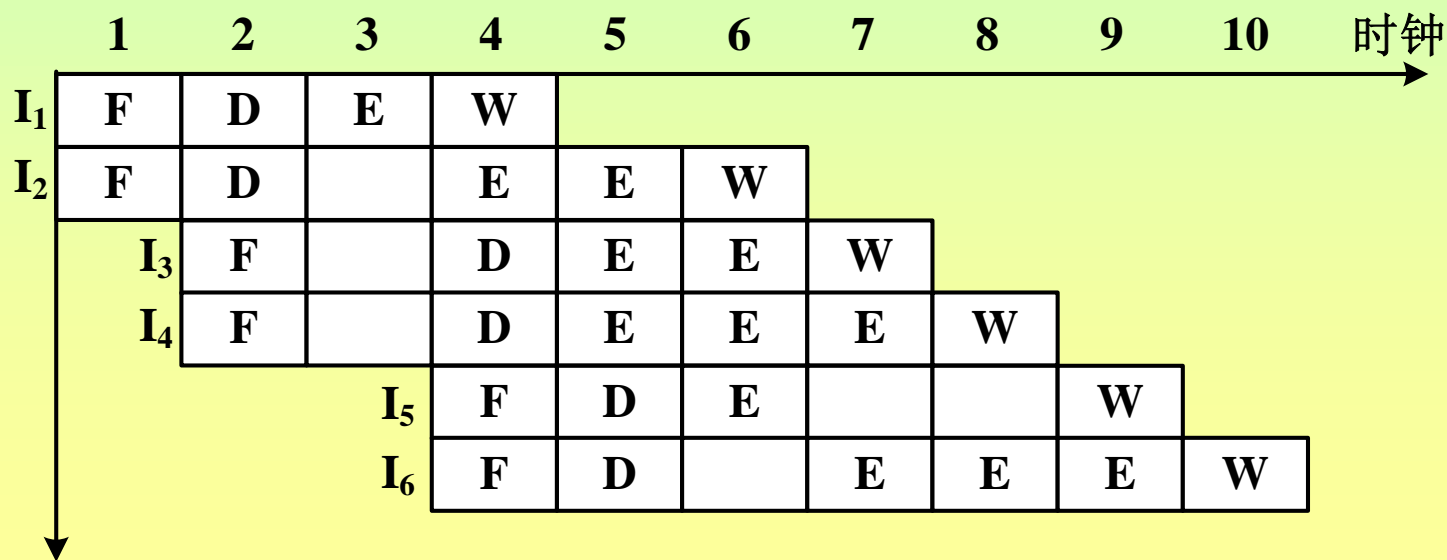 1 2 3 4 5 6 7 8 9 10 时钟
I₁ F D E W
I₂ F D E E W
I₃ F D E E W
I₄ F D E E E W
I₅ F D E W
I₆ F D E E E W